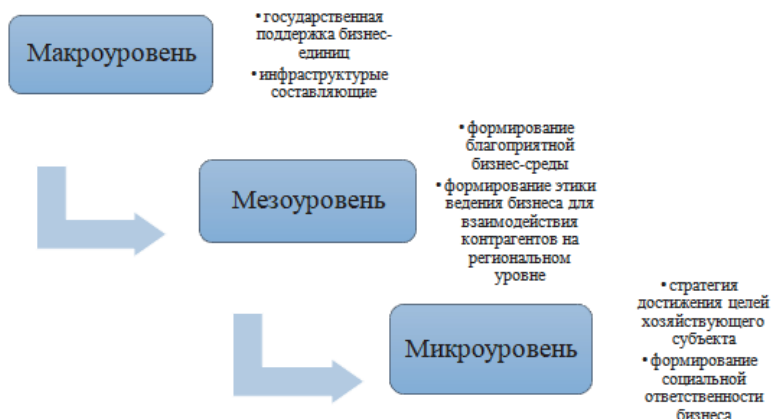 Макроуровень
• государственная
поддержка бизнес-
единиц
• инфраструктурые
составляющие
Мезоуровень
• формирование
благоприятной
бизнес-среды
• формирование этики
ведения бизнеса для
взаимодействия
контрагентов на
региональном
уровне
Микроуровень
• стратегия
достижения целей
хозяйствующего
субъекта
• формирование
социальной
ответственности
бизнеса